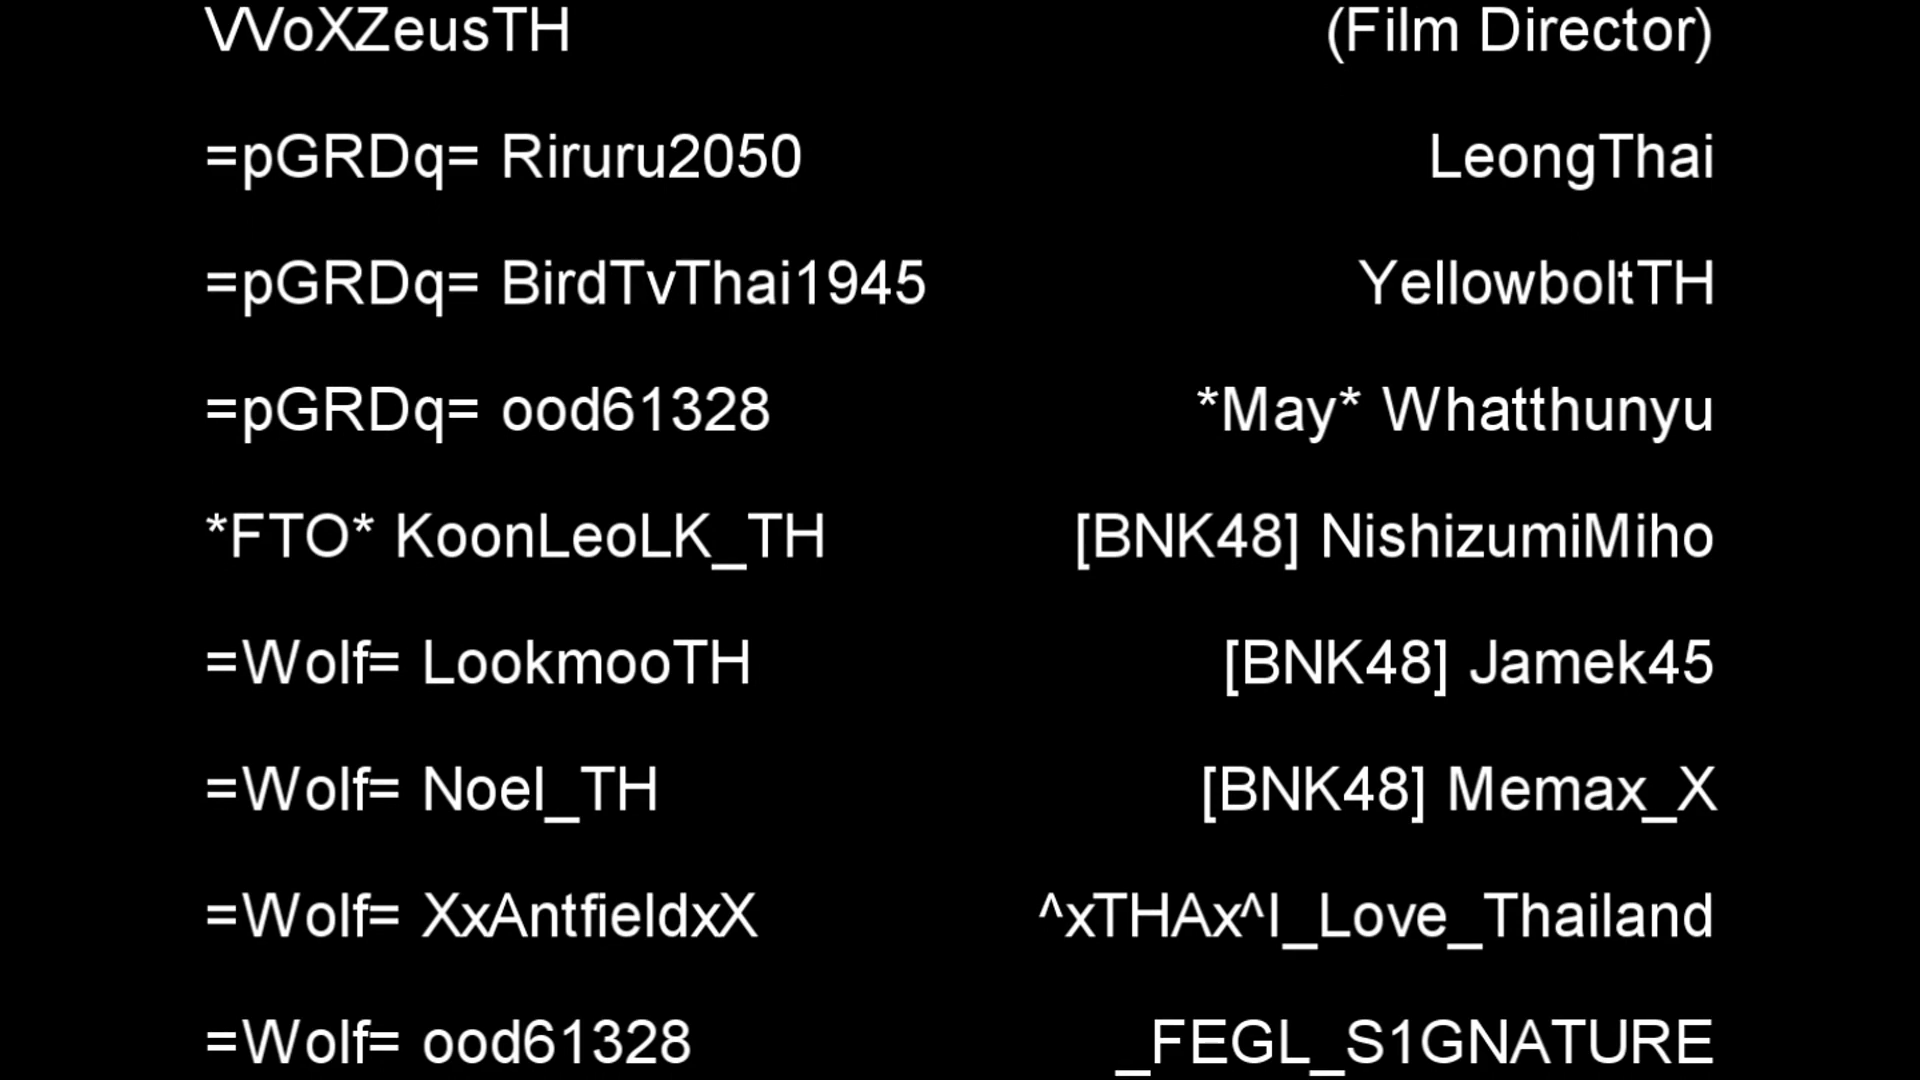 VVoXZeusTH (Film Director)
=pGRDq= Riruru2050 LeongThai
=pGRDq= BirdTvThai1945 YellowboltTH
=pGRDq= ood61328 *May* Whatthunyu
*FTO* KoonLeoLK_TH [BNK48] NishizumiMiho
=Wolf= LookmooTH [BNK48] Jamek45
=Wolf= Noel_TH [BNK48] Memax_X
=Wolf= XxAntfieldxX ^xTHAx^I_Love_Thailand
=Wolf= ood61328 _FEGL_S1GNATURE